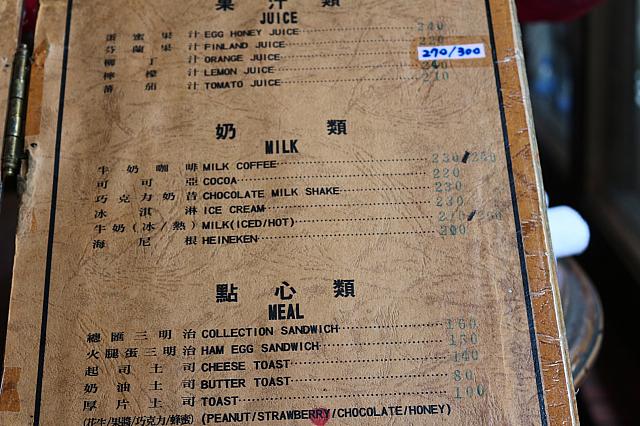 果汁類
JUICE
蛋蜜果汁 EGG HONEY JUICE 240
芬蘭果汁 FINLAND JUICE
柳丁汁 ORANGE JUICE 270/300
檸檬汁 LEMON JUICE
蕃茄汁 TOMATO JUICE 210
奶類
MILK
牛奶咖啡 MILK COFFEE 230
可可亞 COCOA 220
巧克力奶昔 CHOCOLATE MILK SHAKE 230
冰淇淋 ICE CREAM 230
牛奶(冰/熱) MILK(ICED/HOT)
海尼根 HEINEKEN 200
點心類
MEAL
總匯三明治 COLLECTION SANDWICH 160
火腿蛋三明治 HAM EGG SANDWICH 150
起司土司 CHEESE TOAST 140
奶油土司 BUTTER TOAST 80
厚片土司 TOAST 100
(花生/果醬/巧克力/蜂蜜) (PEANUT/STRAWBERRY/CHOCOLATE/HONEY)